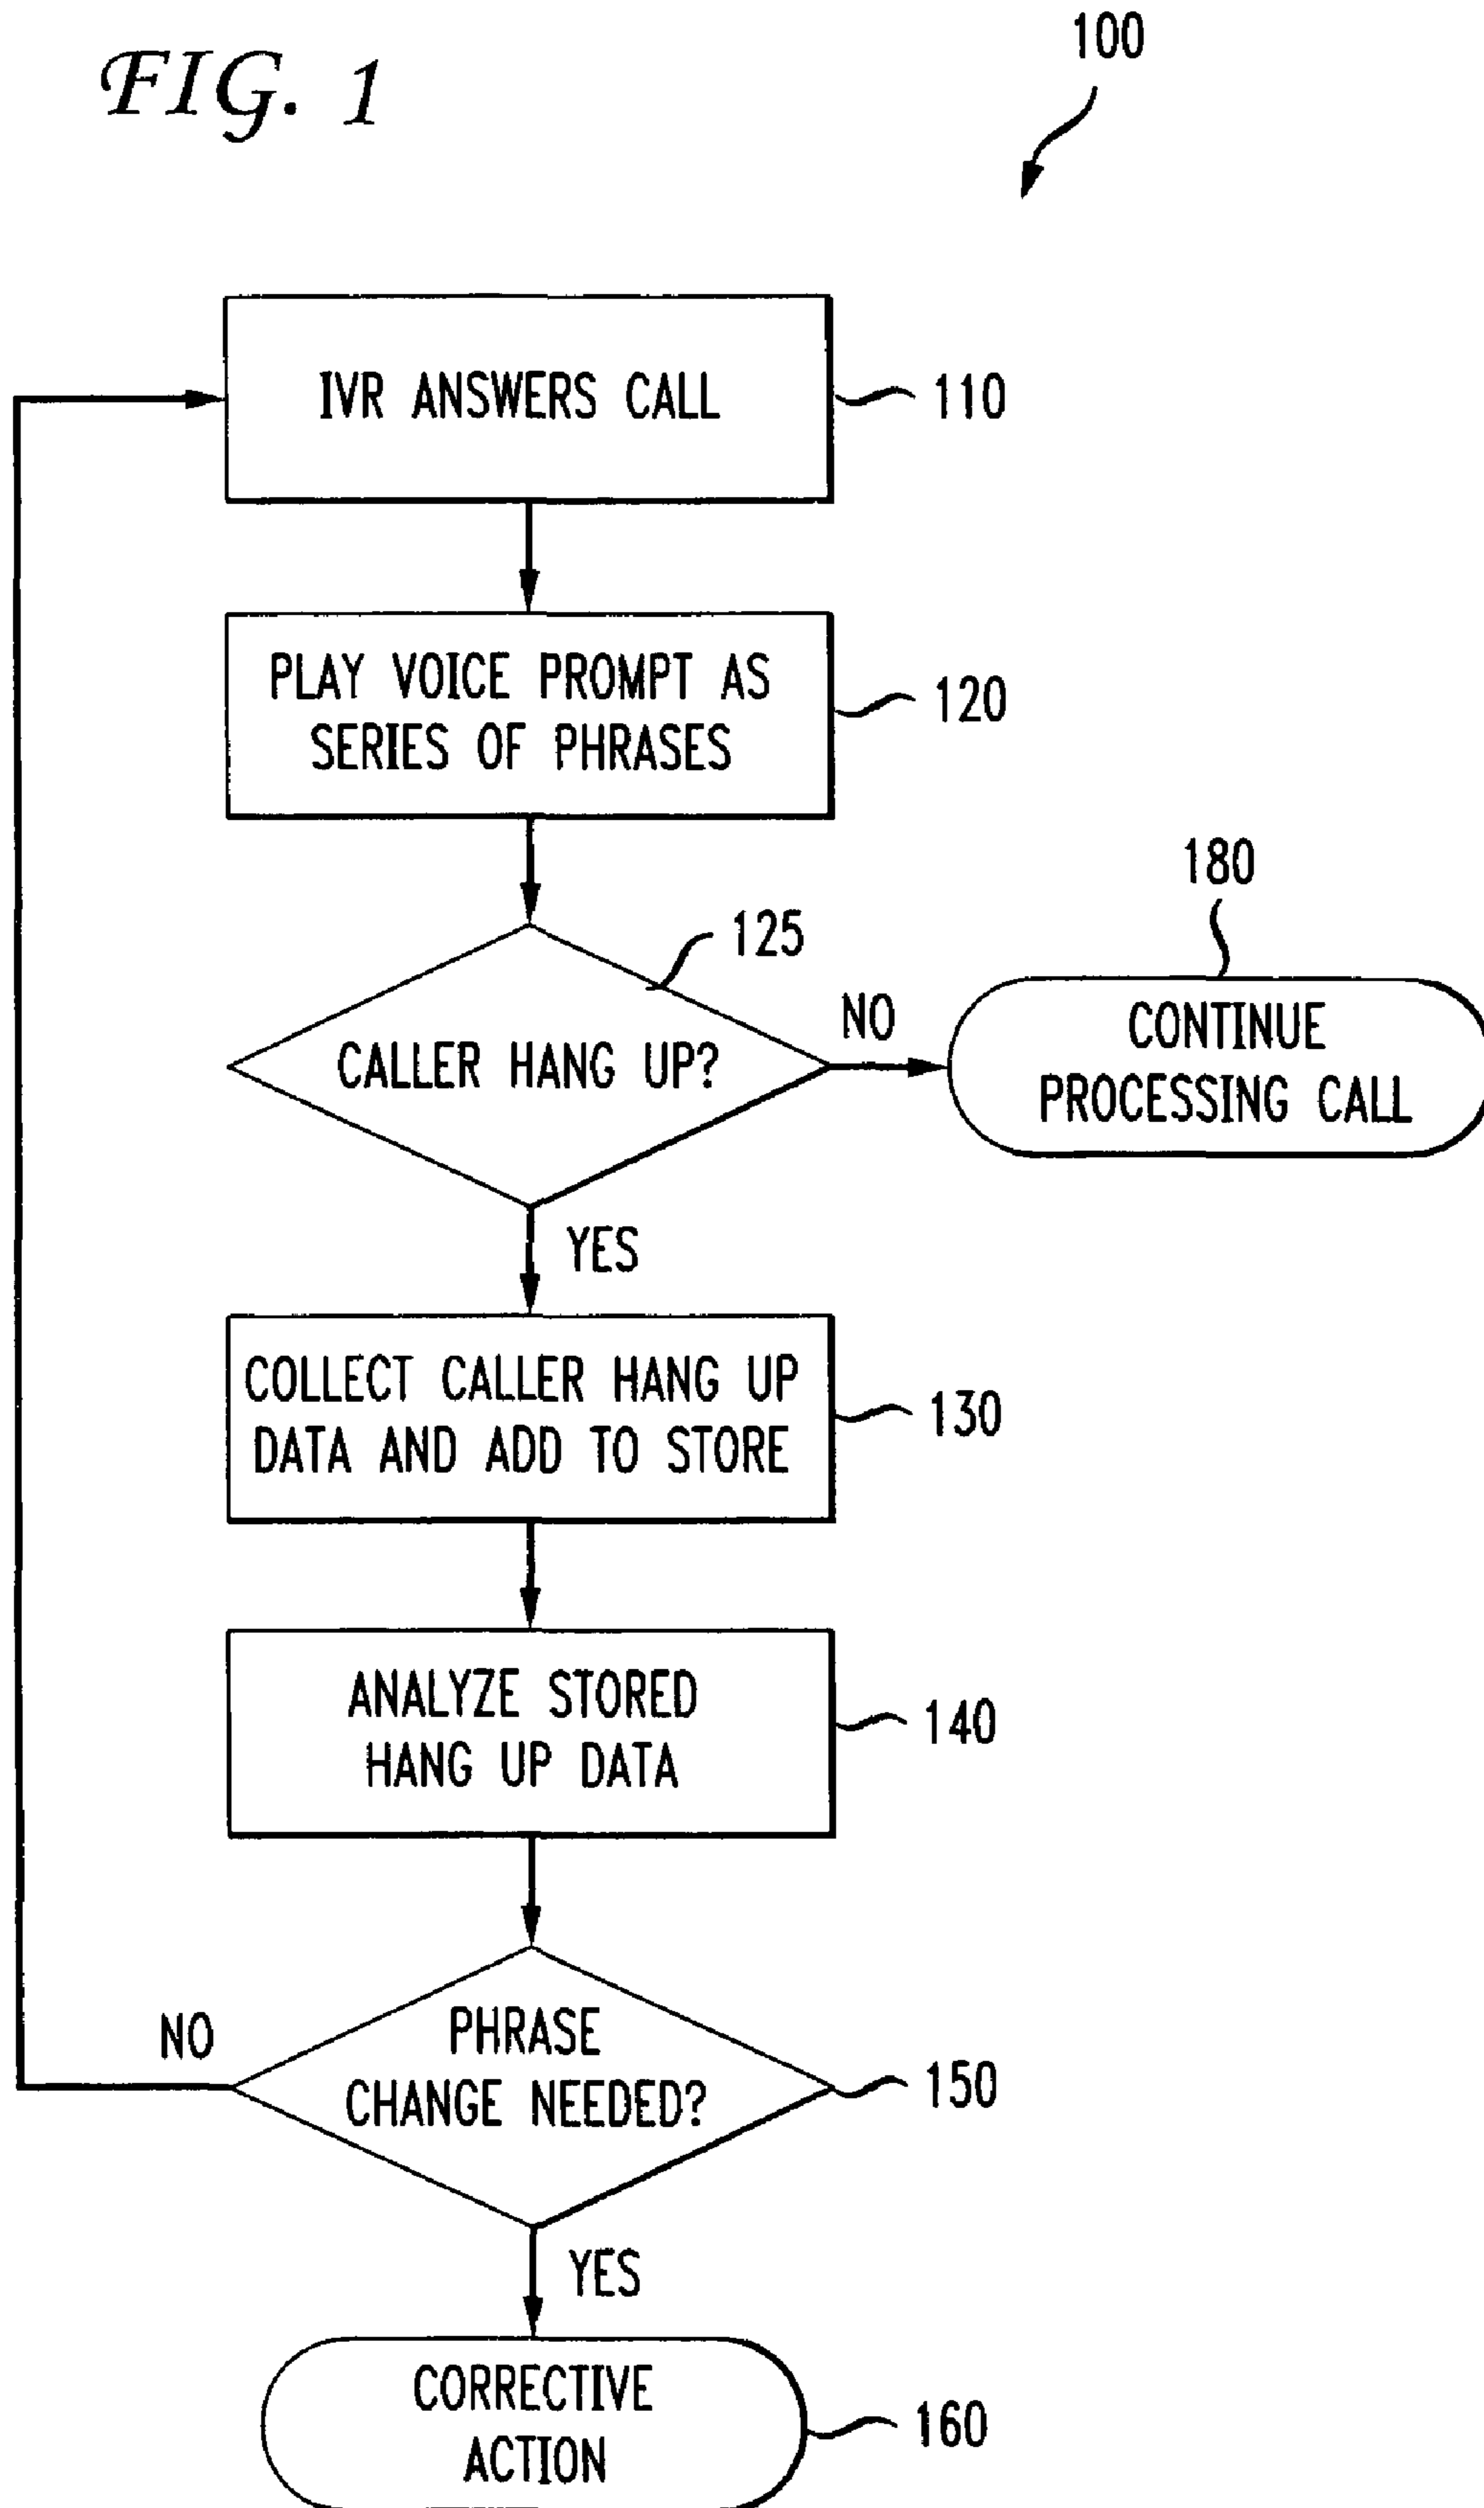 FIG. 1
100
IVR ANSWERS CALL
110
PLAY VOICE PROMPT AS
SERIES OF PHRASES
120
125
180
CALLER HANG UP?
NO
CONTINUE
PROCESSING CALL
YES
COLLECT CALLER HANG UP
DATA AND ADD TO STORE
130
ANALYZE STORED
HANG UP DATA
140
NO
PHRASE
CHANGE NEEDED?
150
YES
CORRECTIVE
ACTION
160